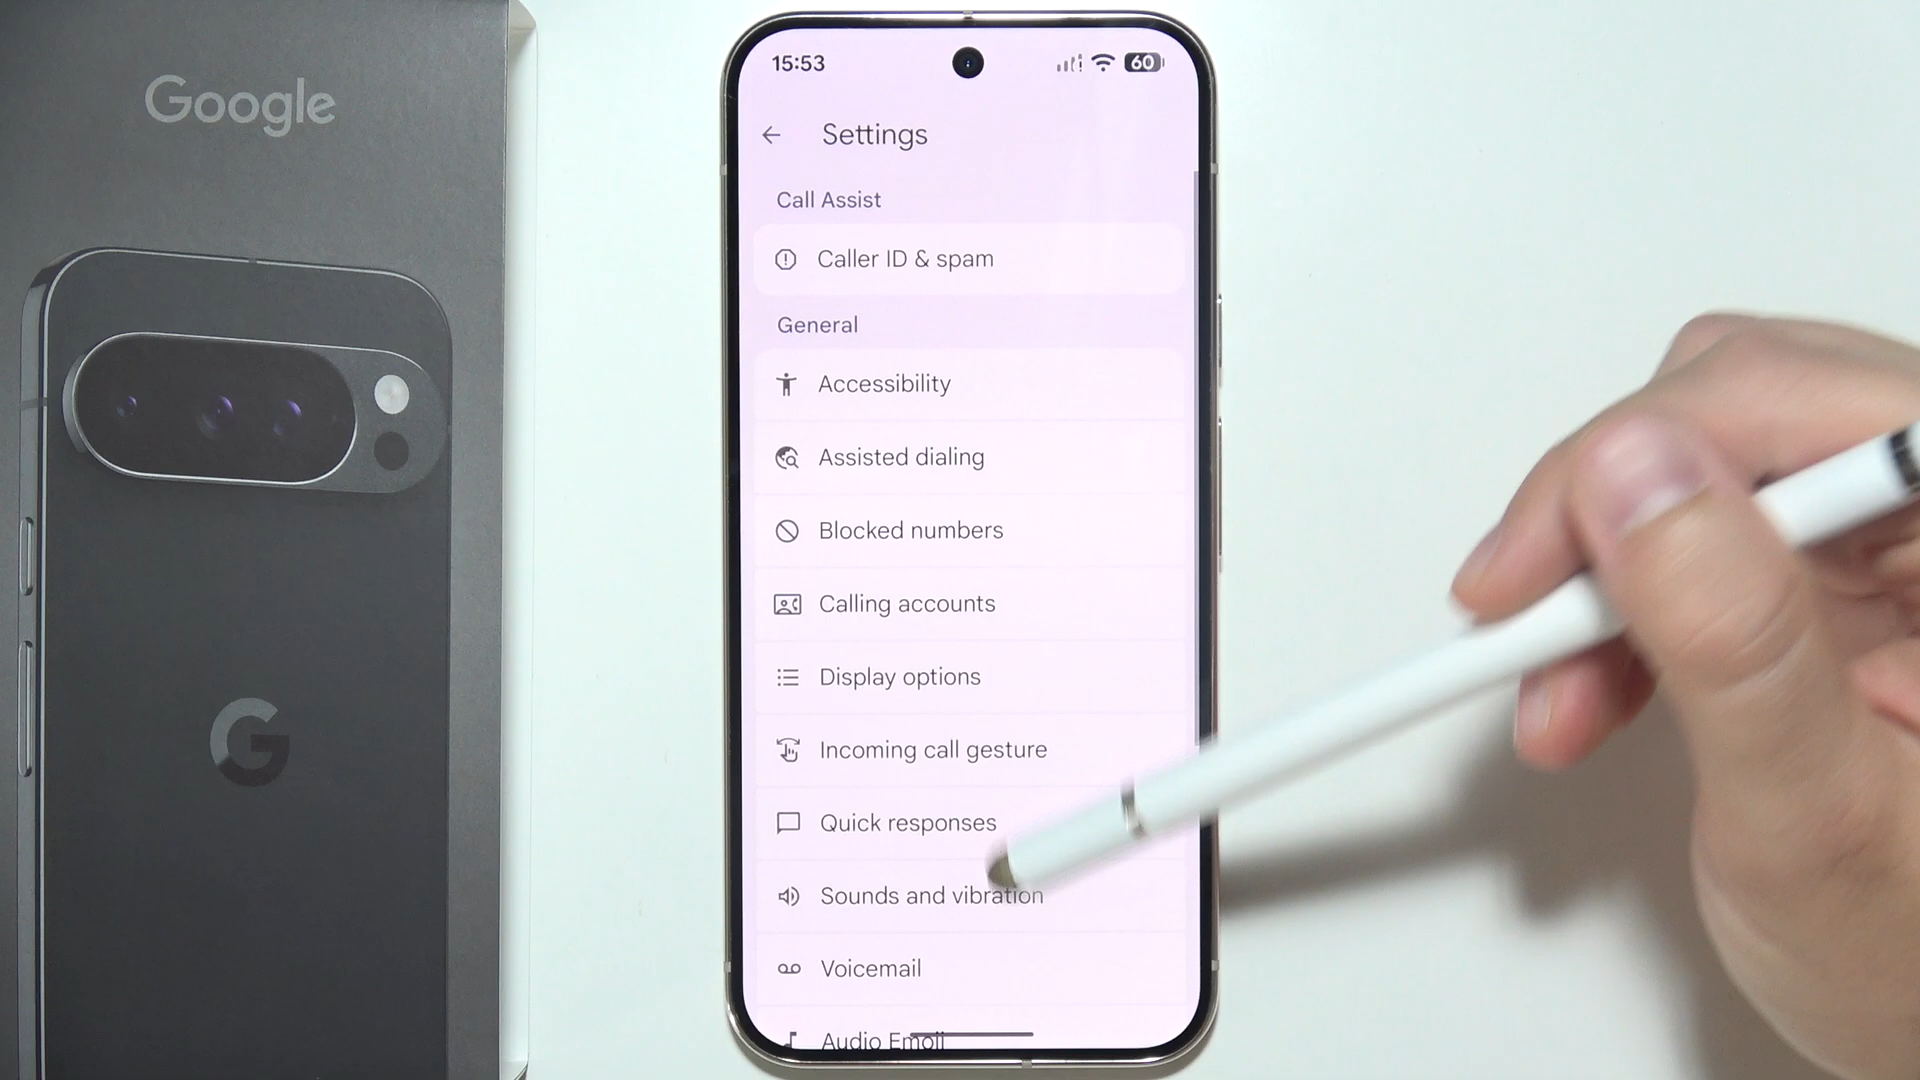 Google
G
15:53
60
Settings
Call Assist
Caller ID & spam
General
Accessibility
Assisted dialing
Blocked numbers
Calling accounts
Display options
Incoming call gesture
Quick responses
Sounds and vibration
Voicemail
Audio Emoji